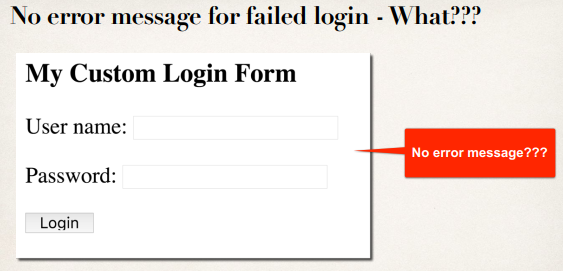 No error message for failed login - What???
My Custom Login Form
User name:
No error message???
Password:
Login